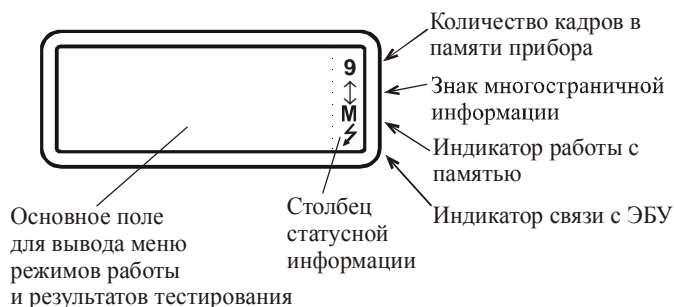 Количество кадров в
памяти прибора
9
Знак многостраничной
информации
M
Индикатор работы с
памятью
Индикатор связи с ЭБУ
Основное поле
для вывода меню
режимов работы
и результатов тестирования
Столбец
статусной
информации